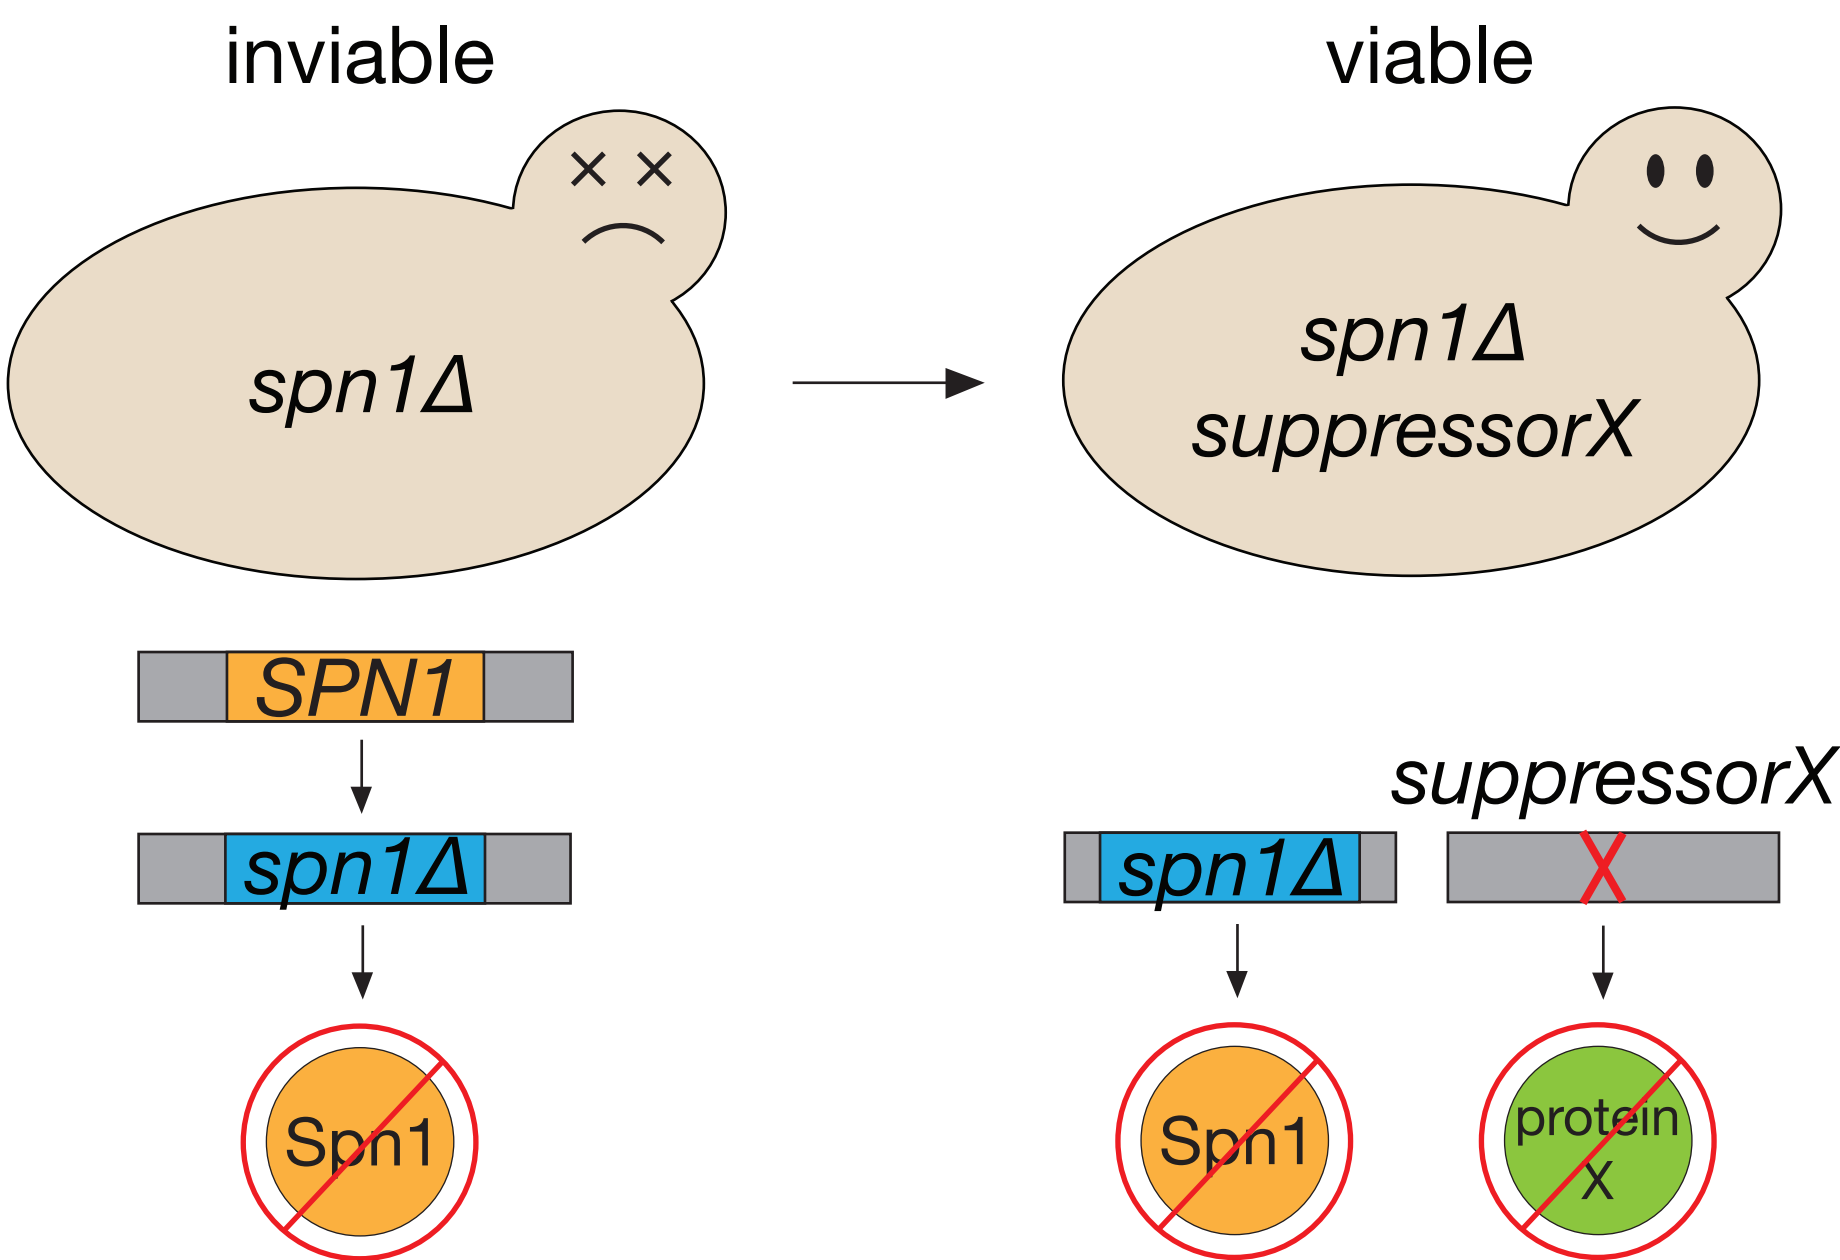 inviable
viable
spn1Δ
spn1Δ
suppressorX
SPN1
spn1Δ
Spn1
suppressorX
spn1Δ
X
Spn1
protein
X